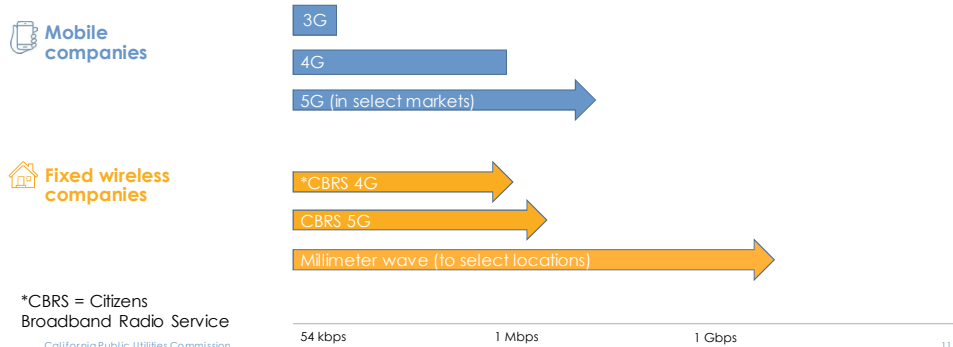 Mobile
companies
3G
4G
5G (in select markets)
Fixed wireless
companies
*CBRS 4G
CBRS 5G
Millimeter wave (to select locations)
*CBRS = Citizens
Broadband Radio Service
54 kbps
1 Mbps
1 Gbps
California Public Utilities Commission
11